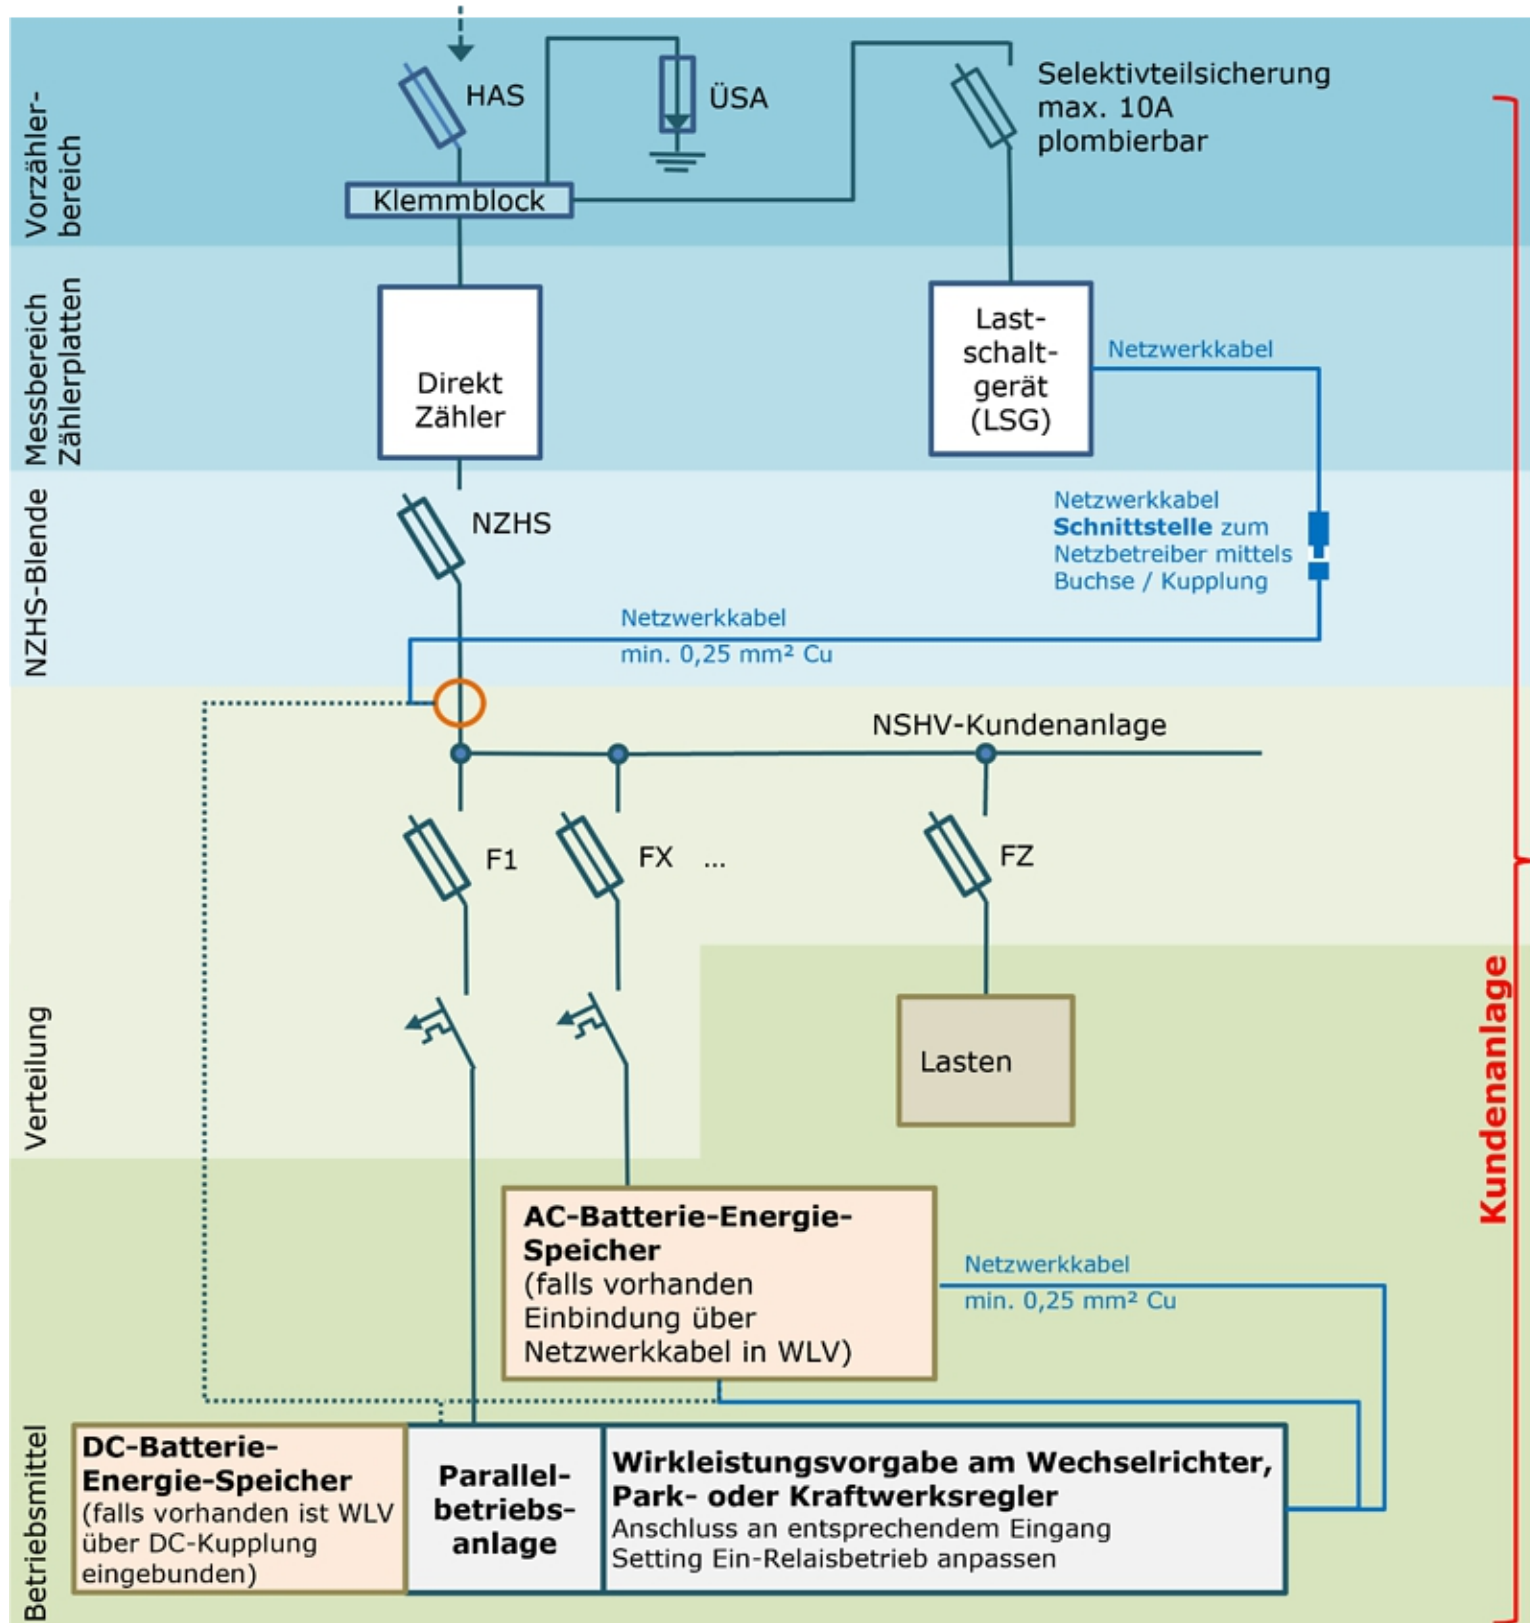 Vorzähler-
bereich
HAS
ÜSA
Selektivteilsicherung
max. 10A
plombierbar
Klemmblock
Messbereich
Zählerplatten
Direkt
Zähler
Last-
schalt-
gerät
(LSG)
Netzwerkkabel
NZHS-Blende
NZHS
Netzwerkkabel
Schnittstelle zum
Netzbetreiber mittels
Buchse / Kupplung
Netzwerkkabel
min. 0,25 mm² Cu
NSHV-Kundenanlage
F1
FX ...
FZ
Verteilung
Lasten
Kundenanlage
AC-Batterie-Energie-
Speicher
(falls vorhanden
Einbindung über
Netzwerkkabel in WLV)
Netzwerkkabel
min. 0,25 mm² Cu
Betriebsmittel
DC-Batterie-
Energie-Speicher
(falls vorhanden ist WLV
über DC-Kupplung
eingebunden)
Parallel-
betriebs-
anlage
Wirkleistungsvorgabe am Wechselrichter,
Park- oder Kraftwerksregler
Anschluss an entsprechendem Eingang
Setting Ein-Relaisbetrieb anpassen